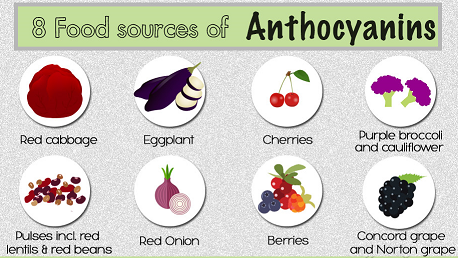 8 Food sources of Anthocyanins
Red cabbage
Eggplant
Cherries
Purple broccoli
and cauliflower
Pulses incl. red
lentils & red beans
Red Onion
Berries
Concord grape
and Norton grape